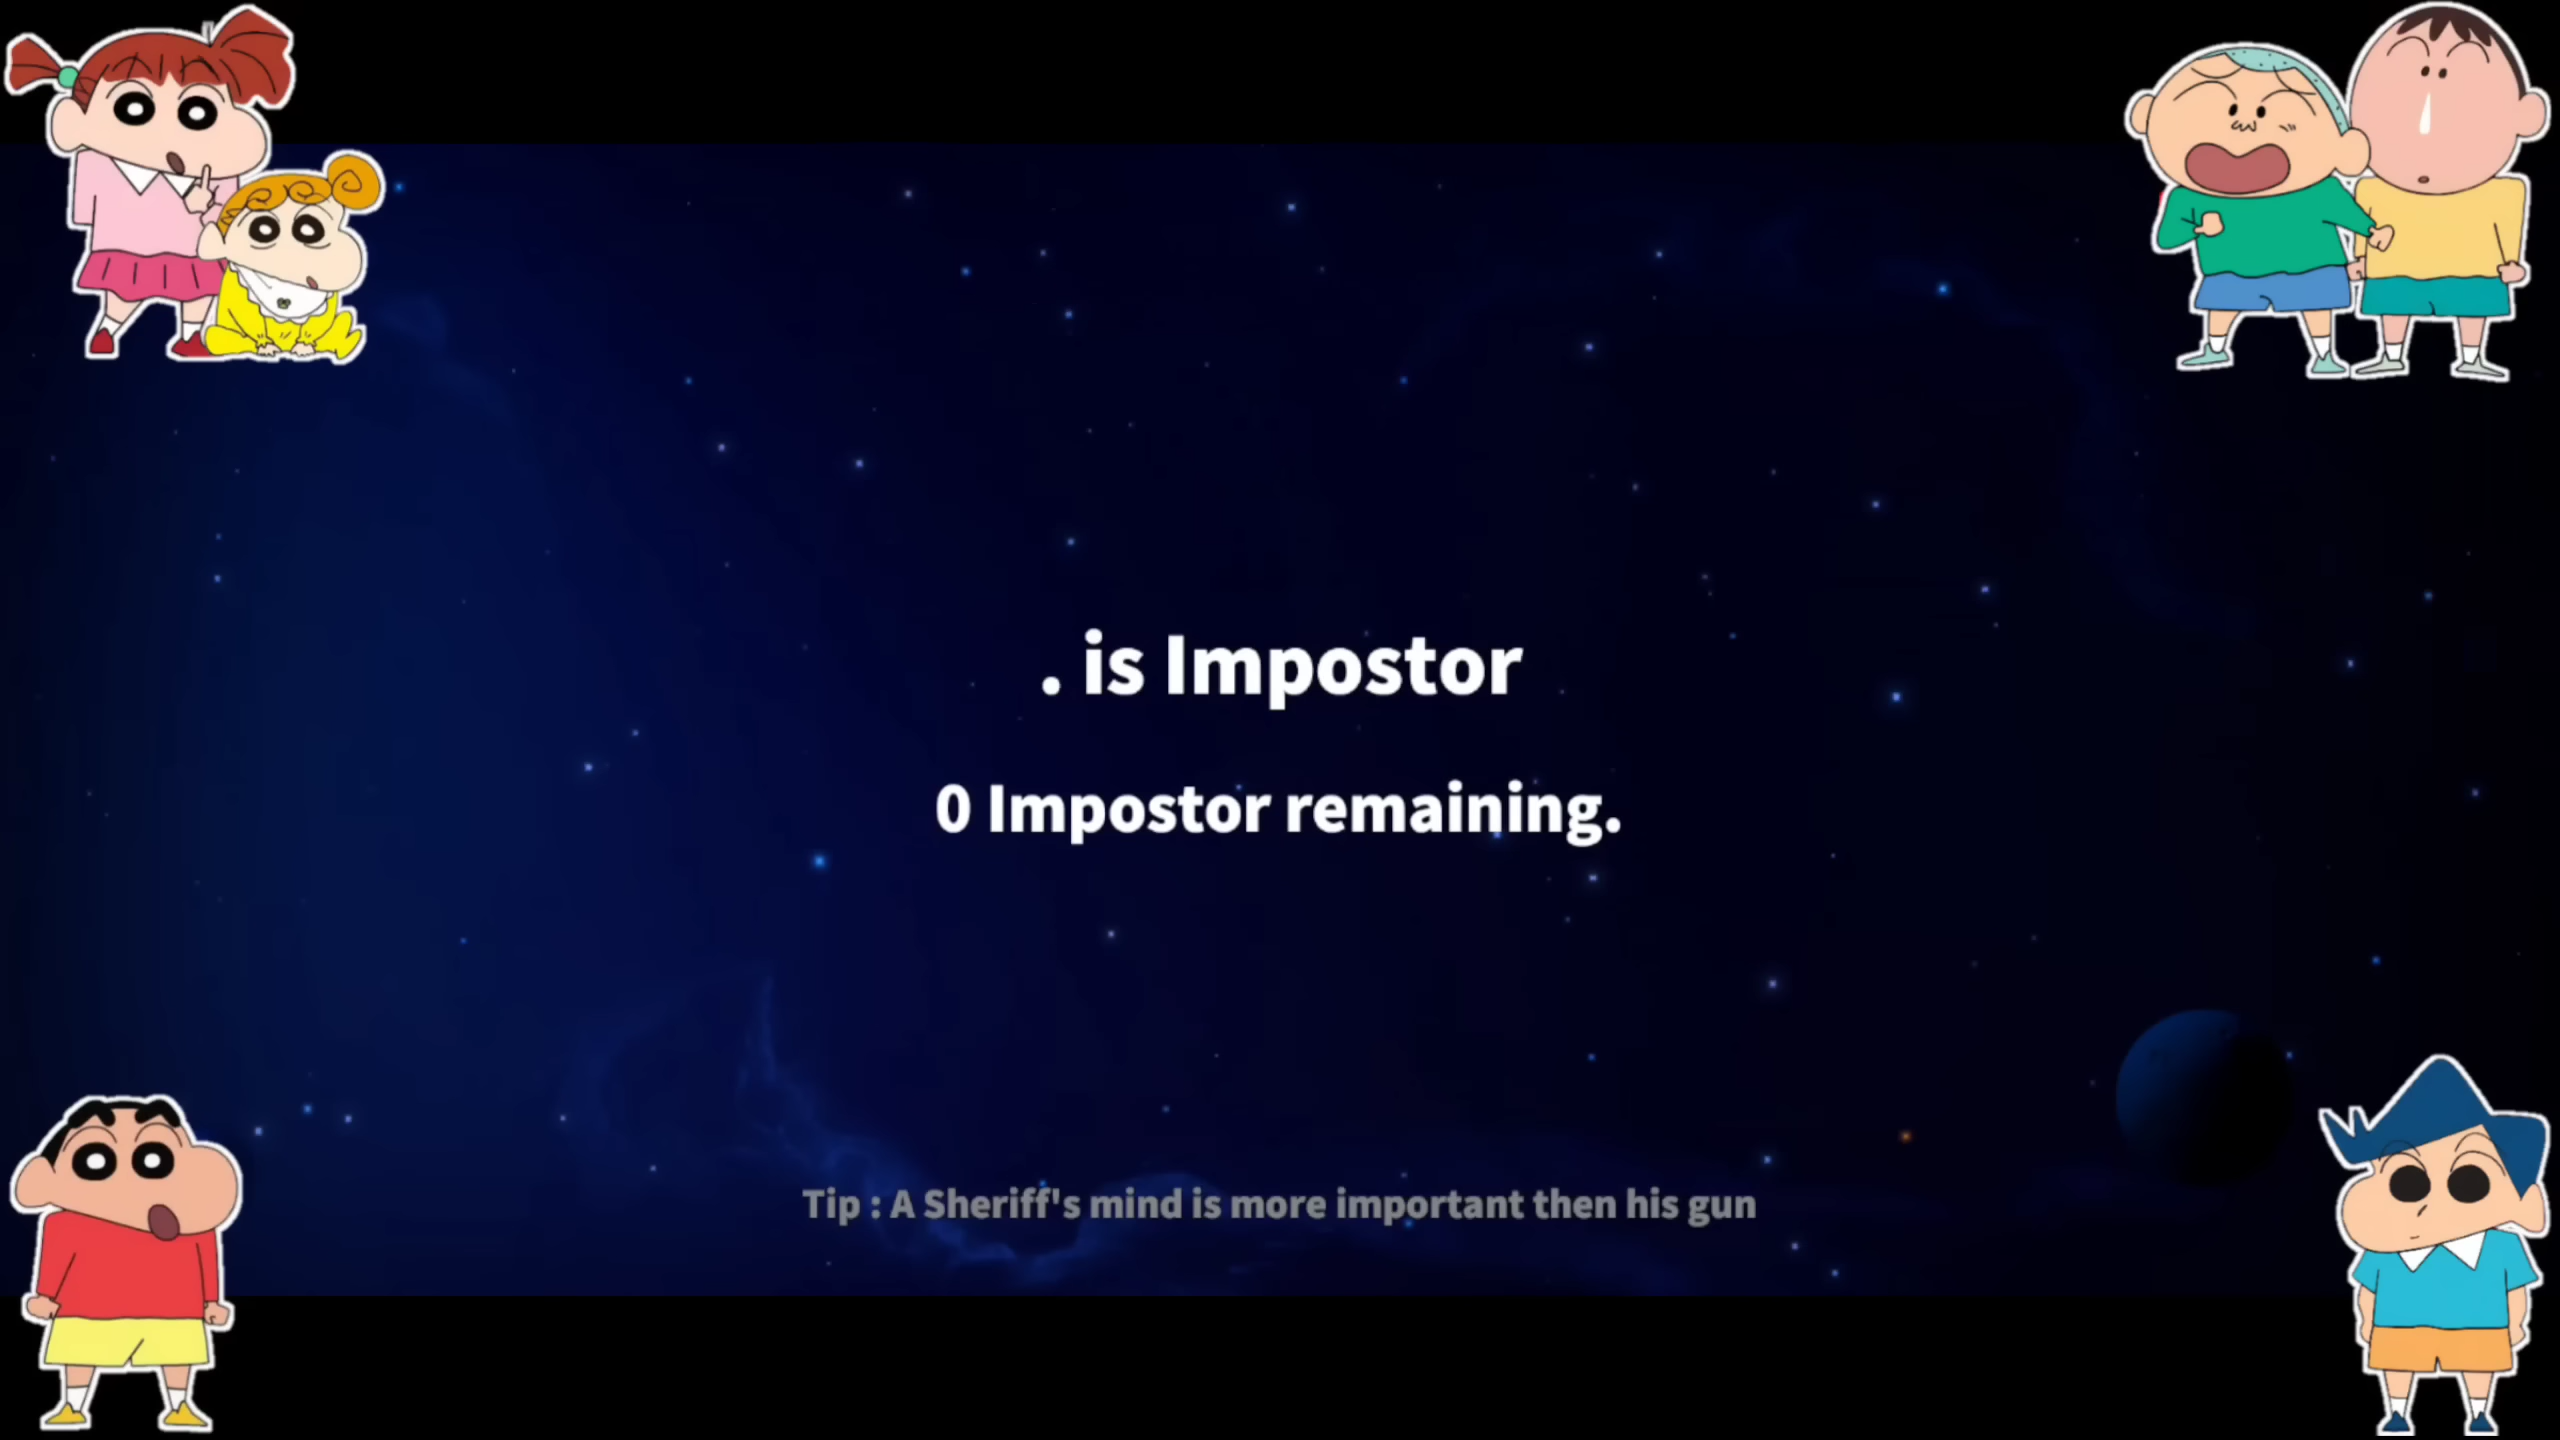 . is Impostor
0 Impostor remaining.
Tip : A Sheriff's mind is more important then his gun